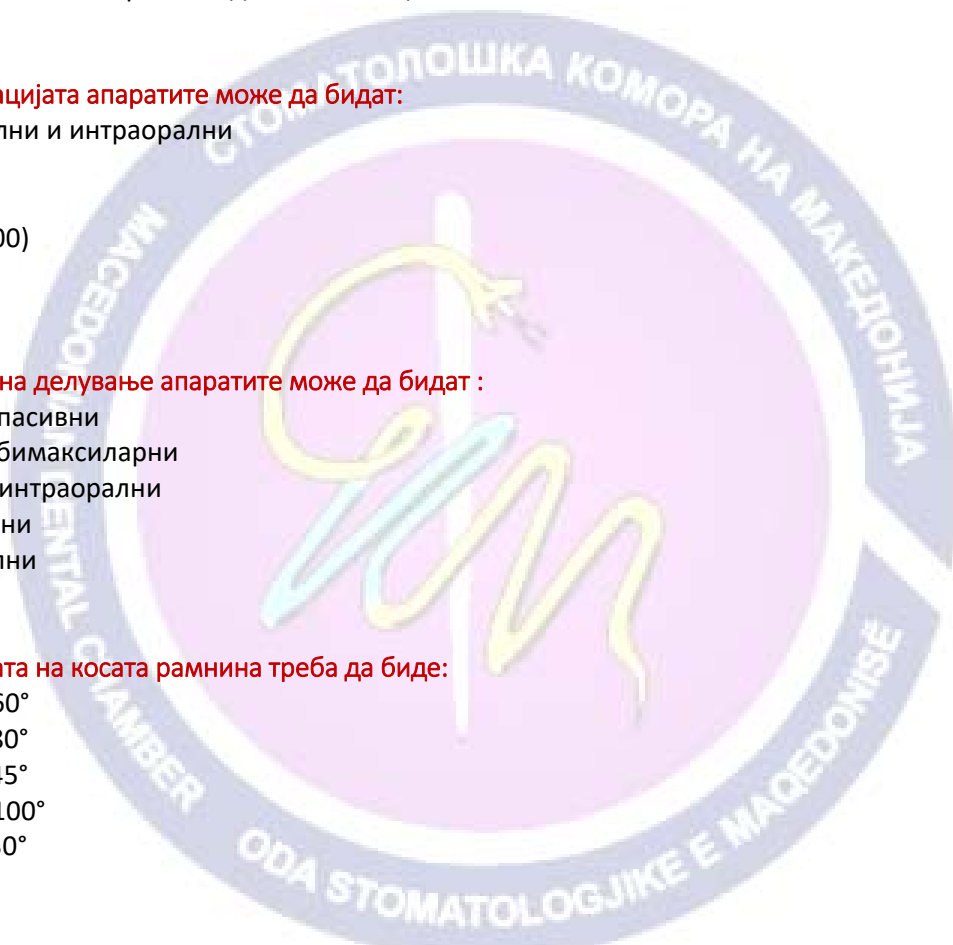 ацијата апаратите може да бидат:
лни и интраорални
00)
на делување апаратите може да бидат :
пасивни
бимаксиларни
интраорални
ни
лни
ата на косата рамнина треба да биде:
60°
80°
45°
100°
СТОМАТОЛОШКА КОМОРА НА МАКЕДОНИЈА
MACEDONIAN DENTAL CHAMBER
ODA STOMATOLOGJIKE E MAQEDONISË